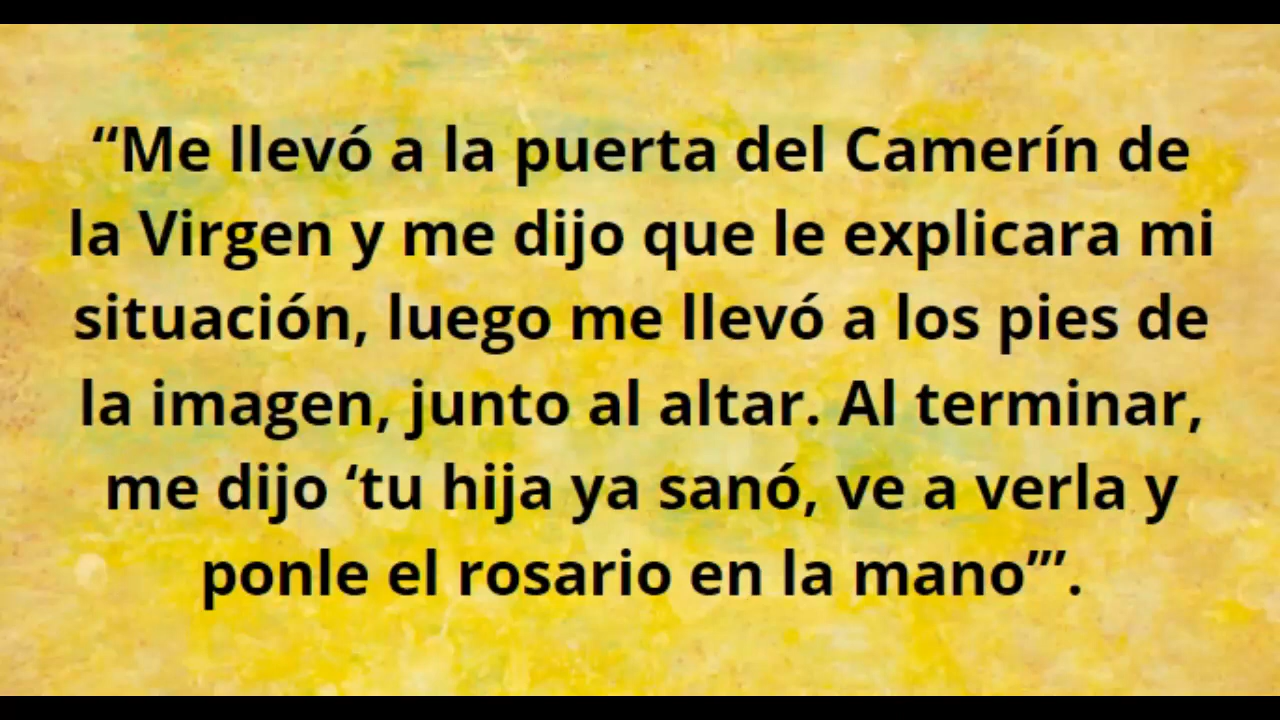 “Me llevó a la puerta del Camerín de
la Virgen y me dijo que le explicara mi
situación, luego me llevó a los pies de
la imagen, junto al altar. Al terminar,
me dijo ‘tu hija ya sanó, ve a verla y
ponle el rosario en la mano’”.